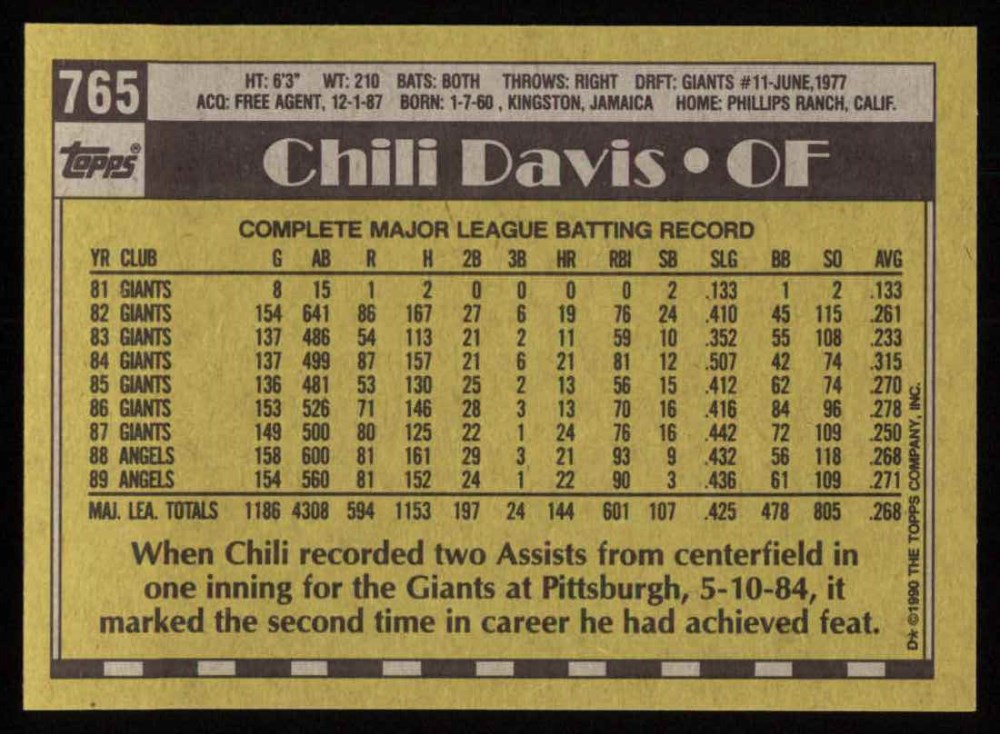 765
HT: 6'3" WT: 210 BATS: BOTH THROWS: RIGHT DRFT: GIANTS #11-JUNE,1977
ACQ: FREE AGENT, 12-1-87 BORN: 1-7-60 , KINGSTON, JAMAICA HOME: PHILLIPS RANCH, CALIF.
topps®
Chili Davis • OF
COMPLETE MAJOR LEAGUE BATTING RECORD
YR CLUB G AB R H 2B 3B HR RBI SB SLG BB SO AVG
81 GIANTS 8 15 1 2 0 0 0 0 2 .133 1 2 .133
82 GIANTS 154 641 86 167 27 6 19 76 24 .410 45 115 .261
83 GIANTS 137 486 54 113 21 2 11 59 10 .352 55 108 .233
84 GIANTS 137 499 87 157 21 6 21 81 12 .507 42 74 .315
85 GIANTS 136 481 53 130 25 2 13 56 15 .412 62 74 .270
86 GIANTS 153 526 71 146 28 3 13 70 16 .416 84 96 .278
87 GIANTS 149 500 80 125 22 1 24 76 16 .442 72 109 .250
88 ANGELS 158 600 81 161 29 3 21 93 9 .432 56 118 .268
89 ANGELS 154 560 81 152 24 1 22 90 3 .436 61 109 .271
MAJ. LEA. TOTALS 1186 4308 594 1153 197 24 144 601 107 .425 478 805 .268
When Chili recorded two Assists from centerfield in
one inning for the Giants at Pittsburgh, 5-10-84, it
marked the second time in career he had achieved feat.
D* ©1990 THE TOPPS COMPANY, INC.